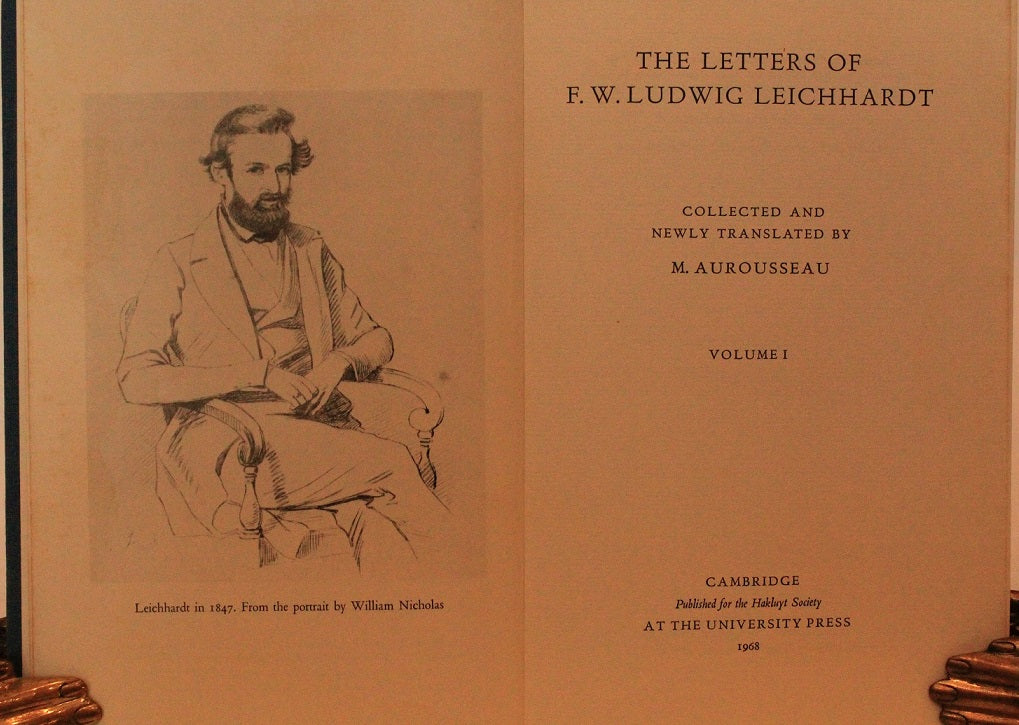 Leichhardt in 1847. From the portrait by William Nicholas
THE LETTERS OF
F. W. LUDWIG LEICHHARDT
COLLECTED AND
NEWLY TRANSLATED BY
M. AUROUSSEAU
VOLUME I
CAMBRIDGE
Published for the Hakluyt Society
AT THE UNIVERSITY PRESS
1968